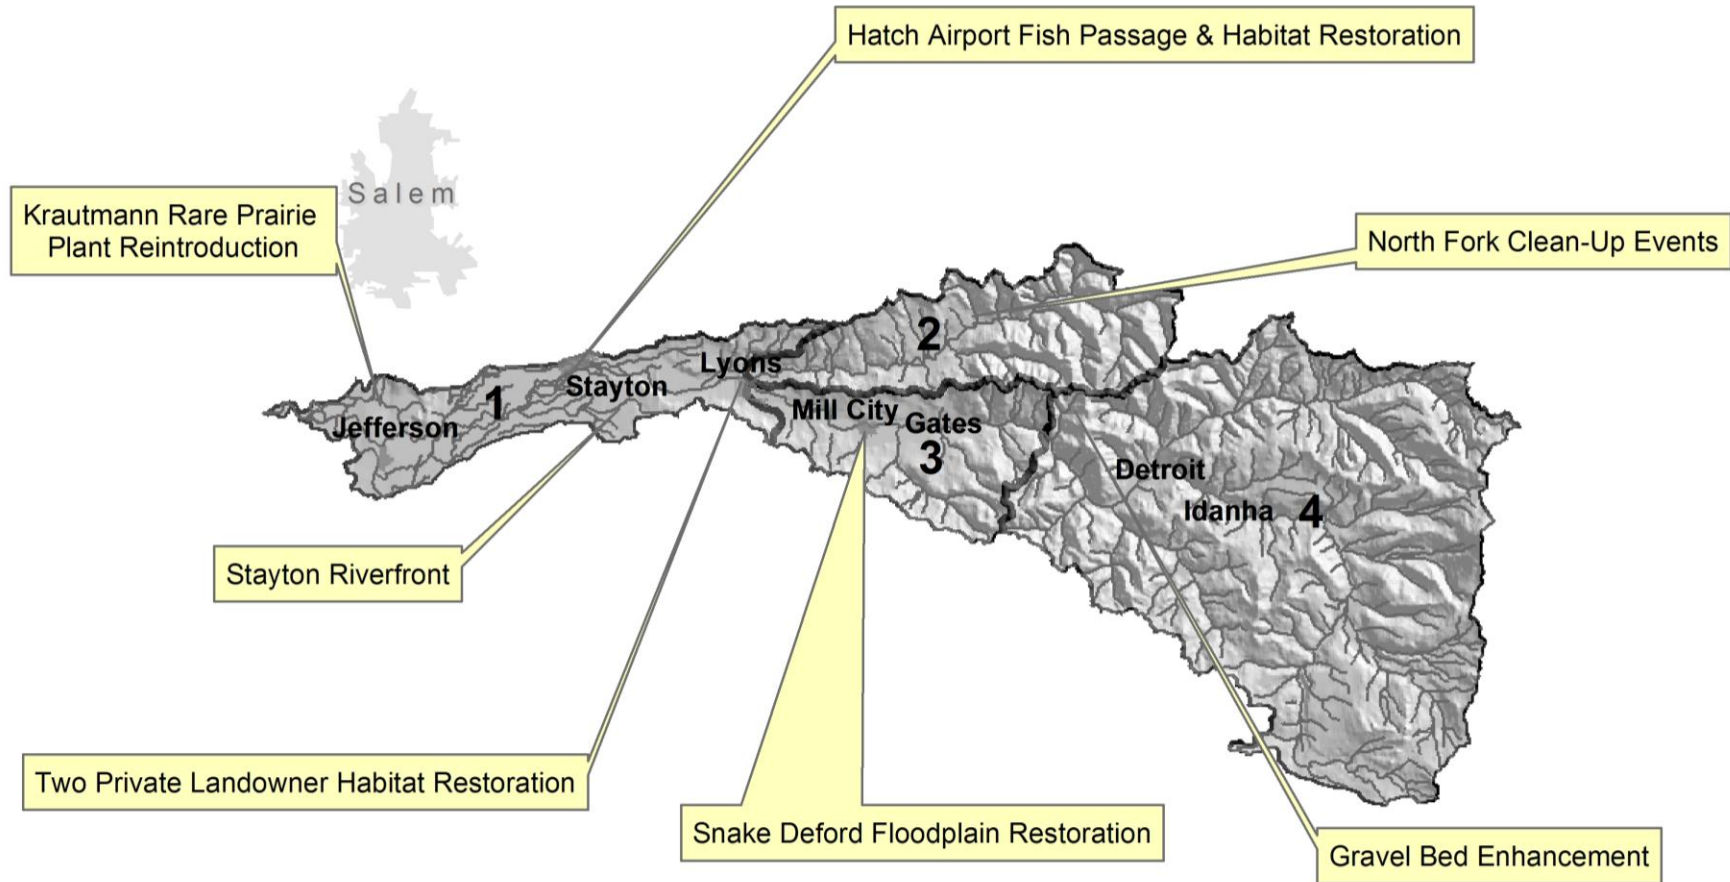 Hatch Airport Fish Passage & Habitat Restoration
Salem
Krautmann Rare Prairie
Plant Reintroduction
North Fork Clean-Up Events
2
Lyons
Stayton
1
Mill City
Jefferson
Gates
3
Detroit
Idanha
4
Stayton Riverfront
Two Private Landowner Habitat Restoration
Snake Deford Floodplain Restoration
Gravel Bed Enhancement